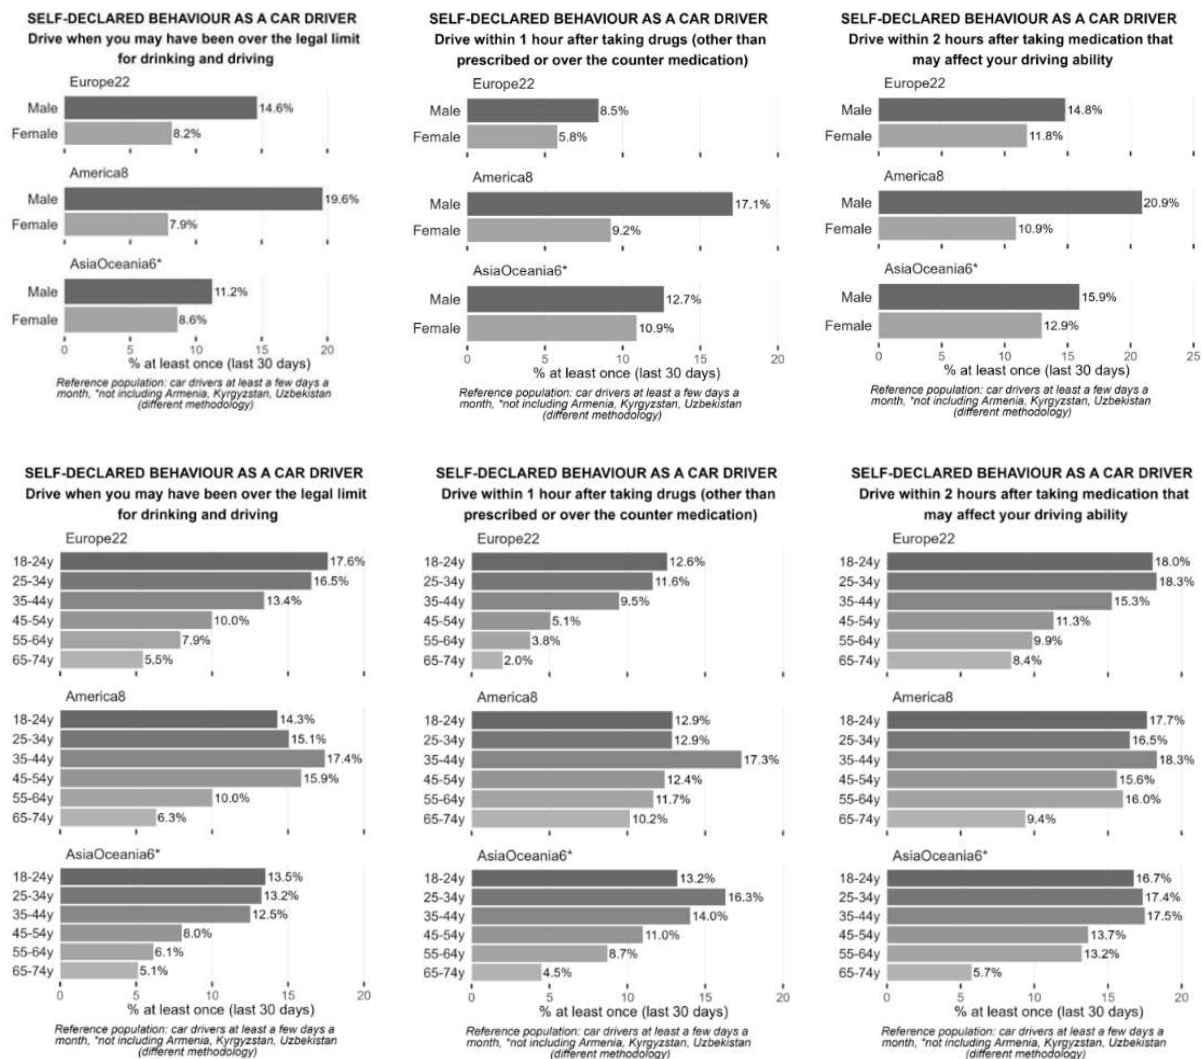 SELF-DECLARED BEHAVIOUR AS A CAR DRIVER
Drive when you may have been over the legal limit
for drinking and driving
Europe22
Male 14.6%
Female 8.2%
America8
Male 19.6%
Female 7.9%
AsiaOceania6*
Male 11.2%
Female 8.6%
0 5 10 15 20
% at least once (last 30 days)
Reference population: car drivers at least a few days a
month, *not including Armenia, Kyrgyzstan, Uzbekistan
(different methodology)
SELF-DECLARED BEHAVIOUR AS A CAR DRIVER
Drive within 1 hour after taking drugs (other than
prescribed or over the counter medication)
Europe22
Male 8.5%
Female 5.8%
America8
Male 17.1%
Female 9.2%
AsiaOceania6*
Male 12.7%
Female 10.9%
0 5 10 15 20
% at least once (last 30 days)
Reference population: car drivers at least a few days a
month, *not including Armenia, Kyrgyzstan, Uzbekistan
(different methodology)
SELF-DECLARED BEHAVIOUR AS A CAR DRIVER
Drive within 2 hours after taking medication that
may affect your driving ability
Europe22
Male 14.8%
Female 11.8%
America8
Male 20.9%
Female 10.9%
AsiaOceania6*
Male 15.9%
Female 12.9%
0 5 10 15 20 25
% at least once (last 30 days)
Reference population: car drivers at least a few days a
month, *not including Armenia, Kyrgyzstan, Uzbekistan
(different methodology)
SELF-DECLARED BEHAVIOUR AS A CAR DRIVER
Drive when you may have been over the legal limit
for drinking and driving
Europe22
18-24y 17.6%
25-34y 16.5%
35-44y 13.4%
45-54y 10.0%
55-64y 7.9%
65-74y 5.5%
America8
18-24y 14.3%
25-34y 15.1%
35-44y 17.4%
45-54y 15.9%
55-64y 10.0%
65-74y 6.3%
AsiaOceania6*
18-24y 13.5%
25-34y 13.2%
35-44y 12.5%
45-54y 8.0%
55-64y 6.1%
65-74y 5.1%
0 5 10 15 20
% at least once (last 30 days)
Reference population: car drivers at least a few days a
month, *not including Armenia, Kyrgyzstan, Uzbekistan
(different methodology)
SELF-DECLARED BEHAVIOUR AS A CAR DRIVER
Drive within 1 hour after taking drugs (other than
prescribed or over the counter medication)
Europe22
18-24y 12.6%
25-34y 11.6%
35-44y 9.5%
45-54y 5.1%
55-64y 3.8%
65-74y 2.0%
America8
18-24y 12.9%
25-34y 12.9%
35-44y 17.3%
45-54y 12.4%
55-64y 11.7%
65-74y 10.2%
AsiaOceania6*
18-24y 13.2%
25-34y 16.3%
35-44y 14.0%
45-54y 11.0%
55-64y 8.7%
65-74y 4.5%
0 5 10 15 20
% at least once (last 30 days)
Reference population: car drivers at least a few days a
month, *not including Armenia, Kyrgyzstan, Uzbekistan
(different methodology)
SELF-DECLARED BEHAVIOUR AS A CAR DRIVER
Drive within 2 hours after taking medication that
may affect your driving ability
Europe22
18-24y 18.0%
25-34y 18.3%
35-44y 15.3%
45-54y 11.3%
55-64y 9.9%
65-74y 8.4%
America8
18-24y 17.7%
25-34y 16.5%
35-44y 18.3%
45-54y 15.6%
55-64y 16.0%
65-74y 9.4%
AsiaOceania6*
18-24y 16.7%
25-34y 17.4%
35-44y 17.5%
45-54y 13.7%
55-64y 13.2%
65-74y 5.7%
0 5 10 15 20
% at least once (last 30 days)
Reference population: car drivers at least a few days a
month, *not including Armenia, Kyrgyzstan, Uzbekistan
(different methodology)